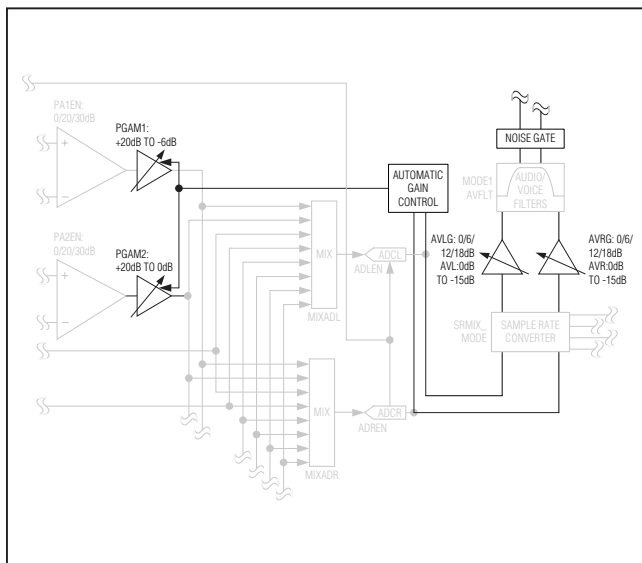 PA1EN:
0/20/30dB
+
−
PGAM1:
+20dB TO -6dB
PA2EN:
0/20/30dB
+
−
PGAM2:
+20dB TO 0dB
AUTOMATIC
GAIN
CONTROL
NOISE GATE
MODE1
AVFLT
AUDIO/
VOICE
FILTERS
AVLG: 0/6/
12/18dB
AVL:0dB
TO -15dB
AVRG: 0/6/
12/18dB
AVR:0dB
TO -15dB
MIX
MIXADL
ADCL
ADLEN
SRMIX_
MODE
SAMPLE RATE
CONVERTER
MIX
MIXADR
ADCR
ADREN